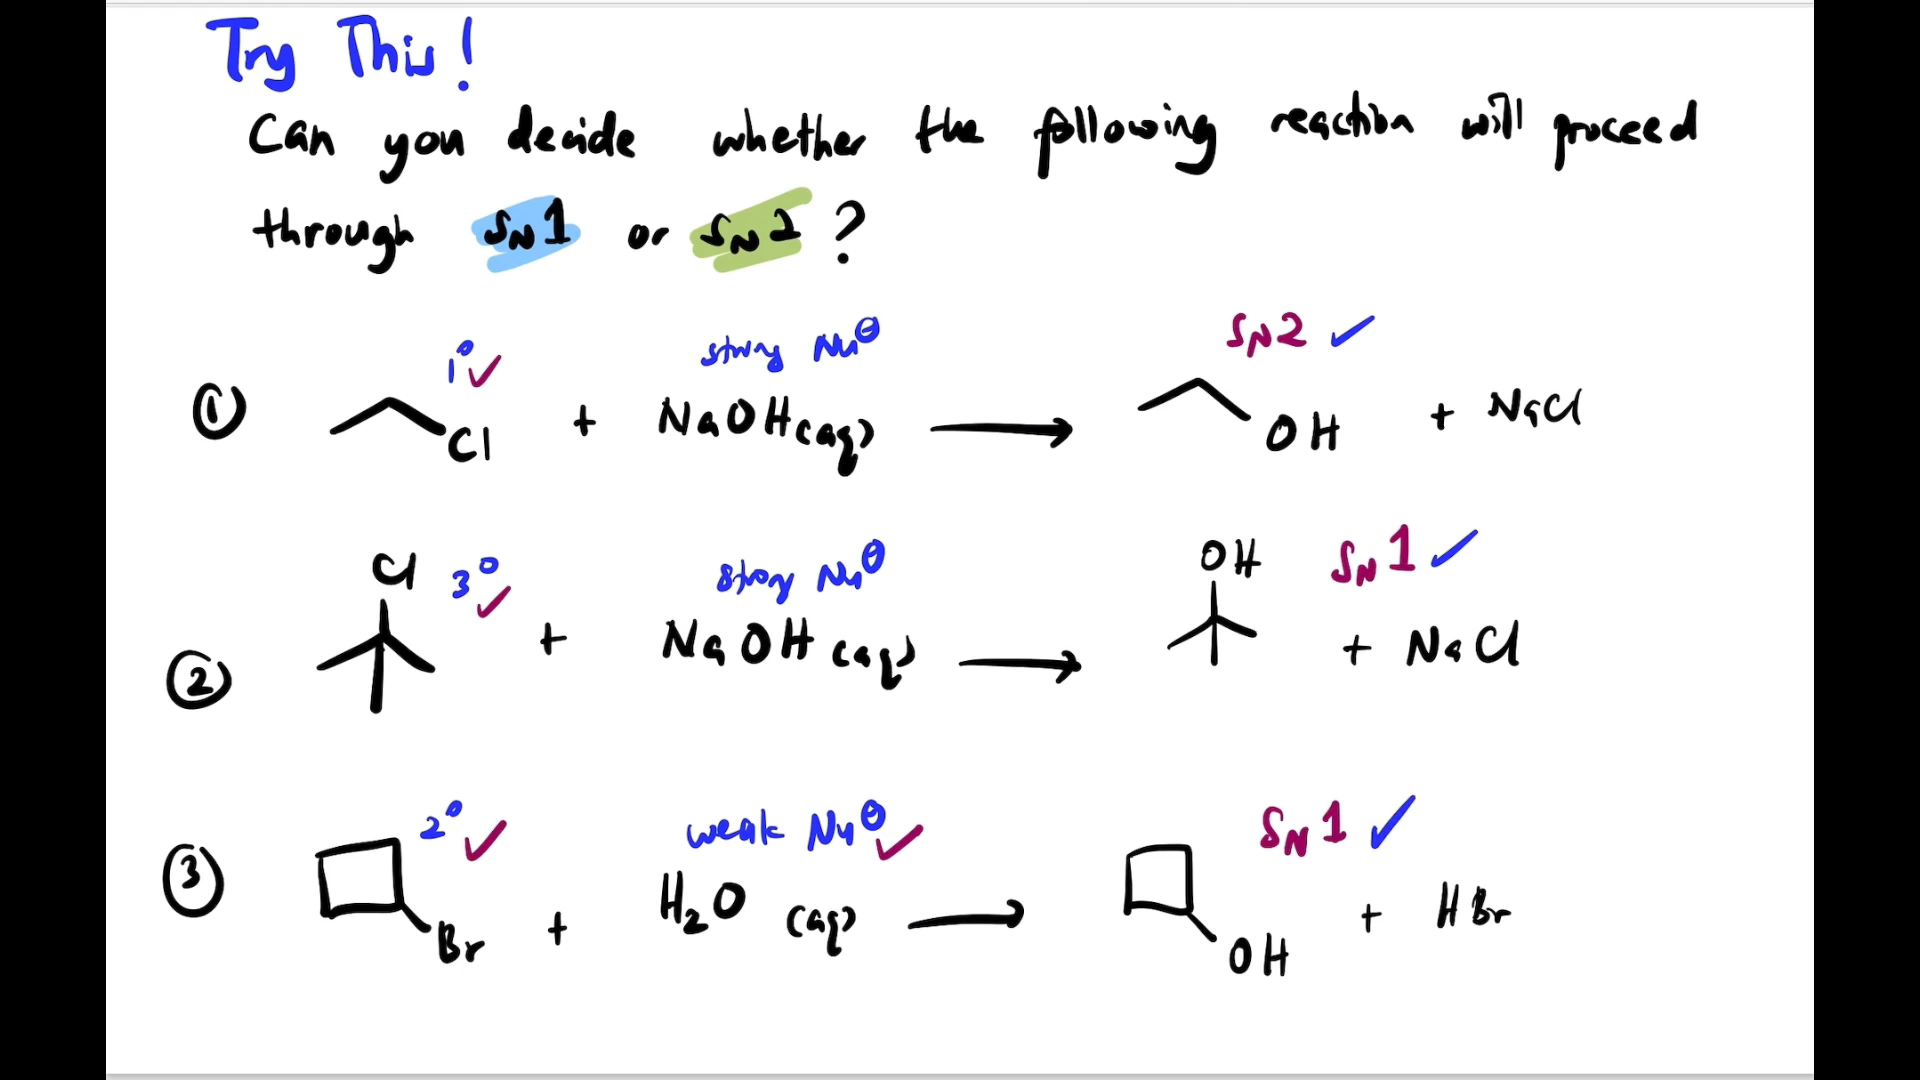 Try This!
Can you decide whether the following reaction will proceed
through SN1 or SN2?
1° strong Nu⊖ SN2 ✓
① Cl + NaOH(aq) → OH + NaCl
Cl 3° strong Nu⊖ OH SN1 ✓
② + NaOH(aq) → + NaCl
2° weak Nu⊖ SN1 ✓
③ Br + H2O (aq) → OH + HBr